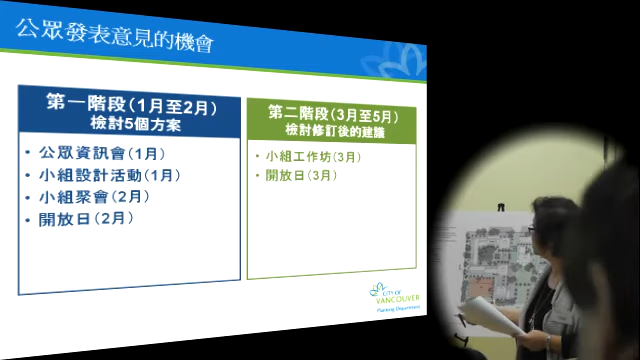 公眾發表意見的機會
第一階段(1月至2月)
檢討5個方案
• 公眾資訊會(1月)
• 小組設計活動(1月)
• 小組聚會(2月)
• 開放日(2月)
第二階段(3月至5月)
檢討修訂後的建議
• 小組工作坊(3月)
• 開放日(3月)
CITY OF
VANCOUVER
Planning Department